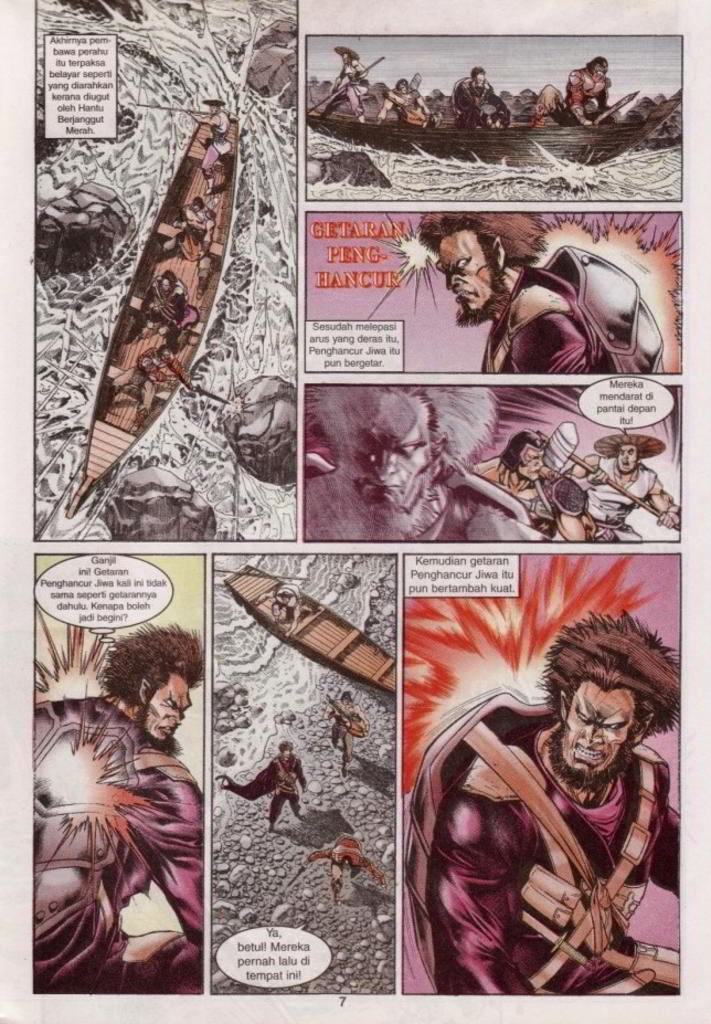 Akhirnya pem-
bawa perahu
itu terpaksa
belayar seperti
yang diarahkan
kerana diugut
oleh Hantu
Berjanggut
Merah.
GETARAN
PENG-
HANCUR
Sesudah melepasi
arus yang deras itu,
Penghancur Jiwa itu
pun bergetar.
Mereka
mendarat di
pantai depan
itu!
Ganjil
ini! Getaran
Penghancur Jiwa kali ini tidak
sama seperti getarannya
dahulu. Kenapa boleh
jadi begini?
Ya,
betul! Mereka
pernah lalu di
tempat ini!
Kemudian getaran
Penghancur Jiwa itu
pun bertambah kuat.
7